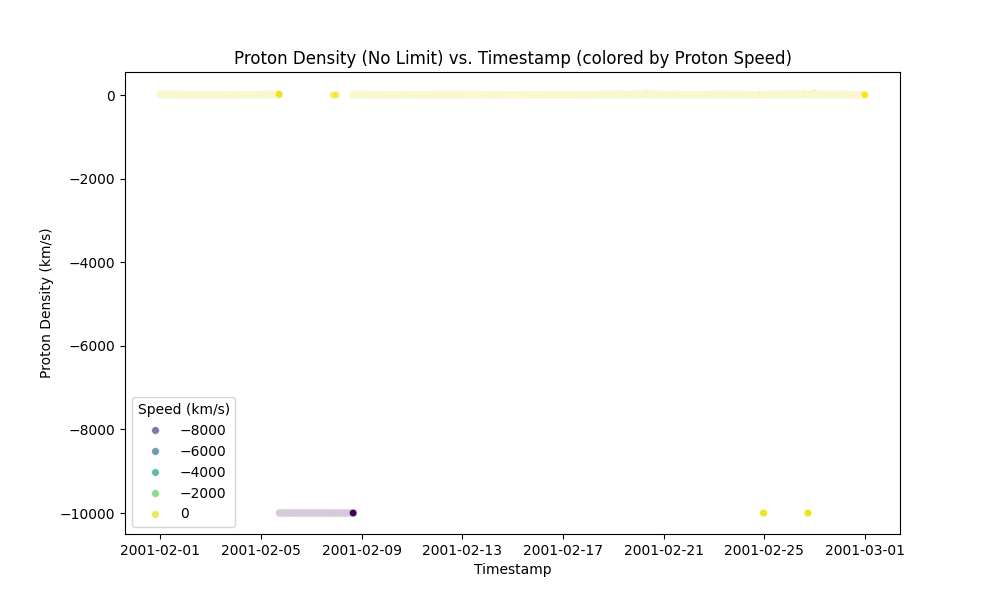 Proton Density (No Limit) vs. Timestamp (colored by Proton Speed)
Proton Density (km/s)
0
−2000
−4000
−6000
−8000
−10000
Speed (km/s)
−8000
−6000
−4000
−2000
0
2001-02-01 2001-02-05 2001-02-09 2001-02-13 2001-02-17 2001-02-21 2001-02-25 2001-03-01
Timestamp